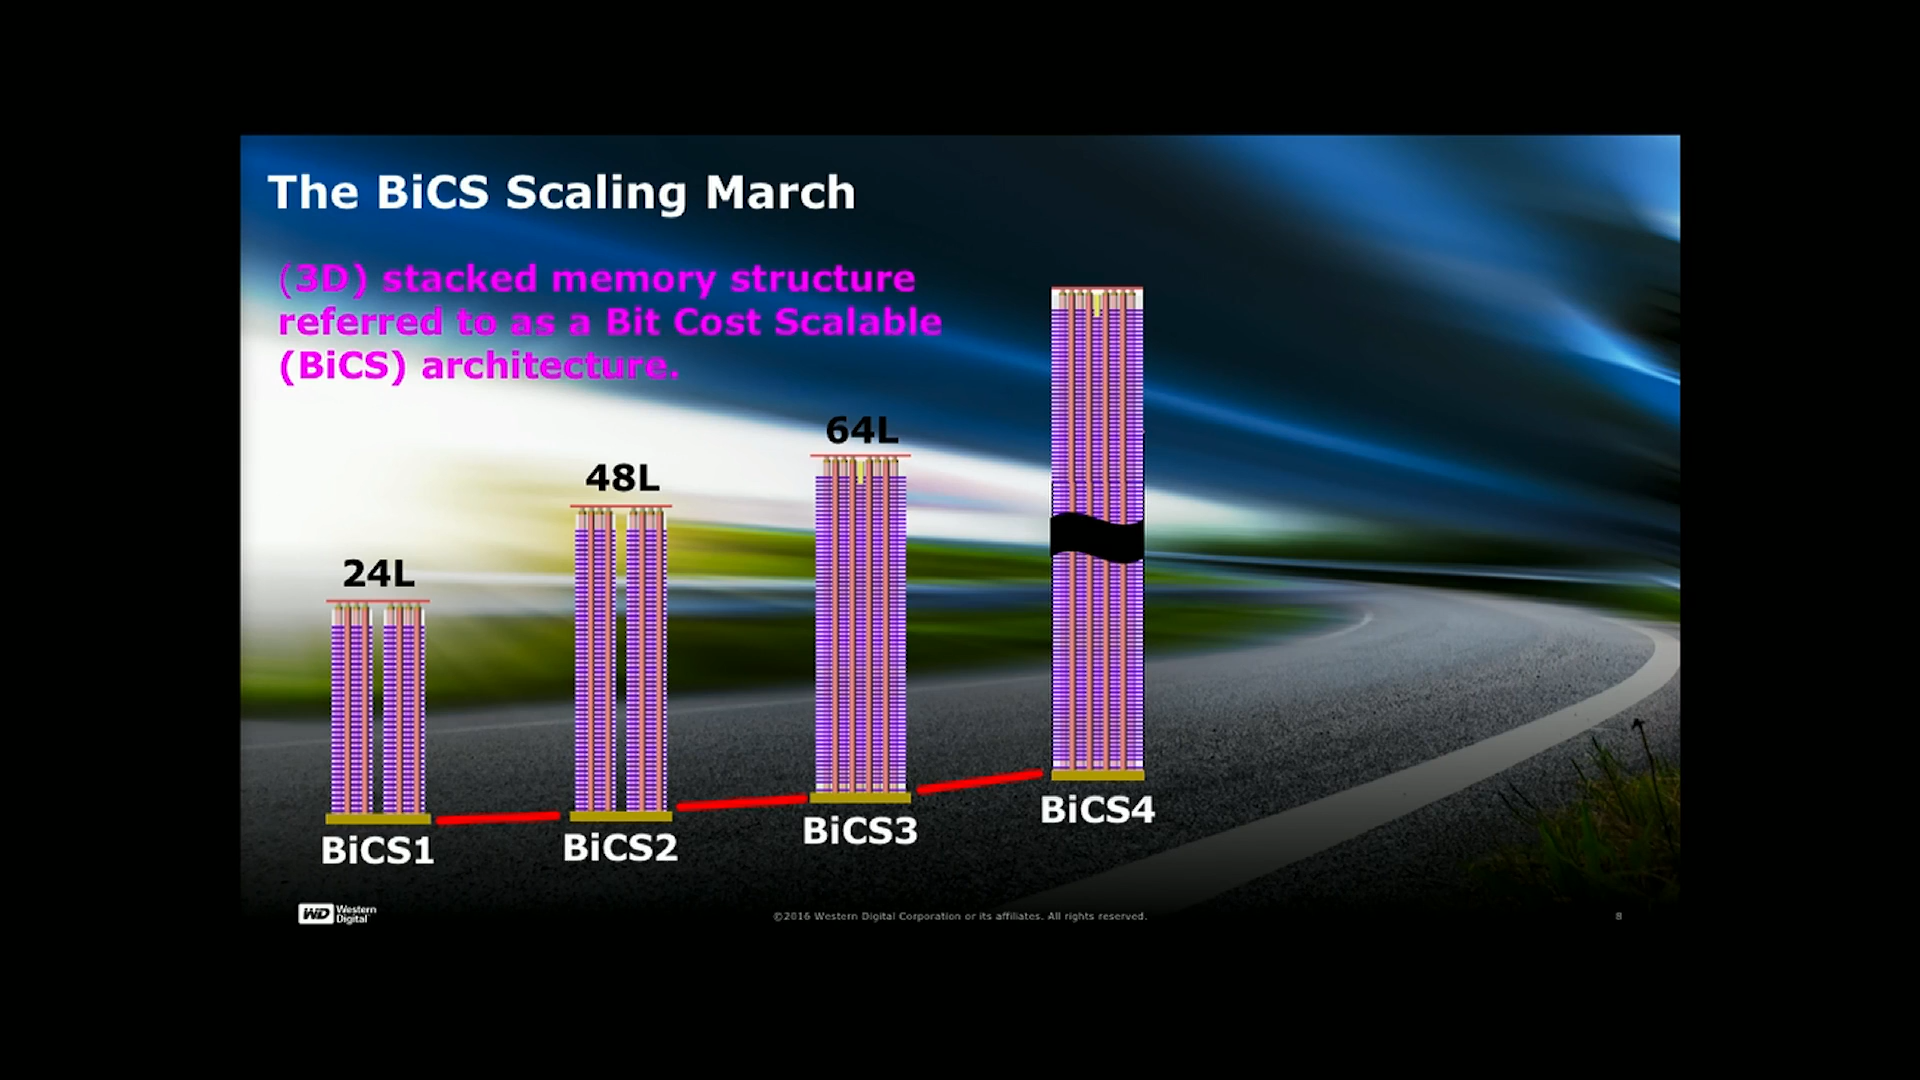 The BiCS Scaling March
(3D) stacked memory structure
referred to as a Bit Cost Scalable
(BiCS) architecture.
64L
48L
24L
BiCS1
BiCS2
BiCS3
BiCS4
WD Western
Digital
©2016 Western Digital Corporation or its affiliates. All rights reserved.
8